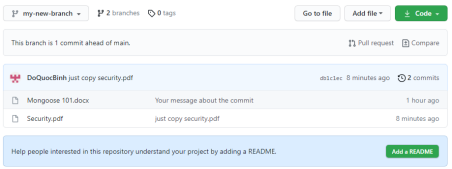 my-new-branch 2 branches 0 tags Go to file Add file Code
This branch is 1 commit ahead of main. Pull request Compare
DoQuocBinh just copy security.pdf 8 minutes ago 2 commits
Mongoose 101.docx Your message about the commit 1 hour ago
Security.pdf just copy security.pdf 8 minutes ago
Help people interested in this repository understand your project by adding a README. Add a README